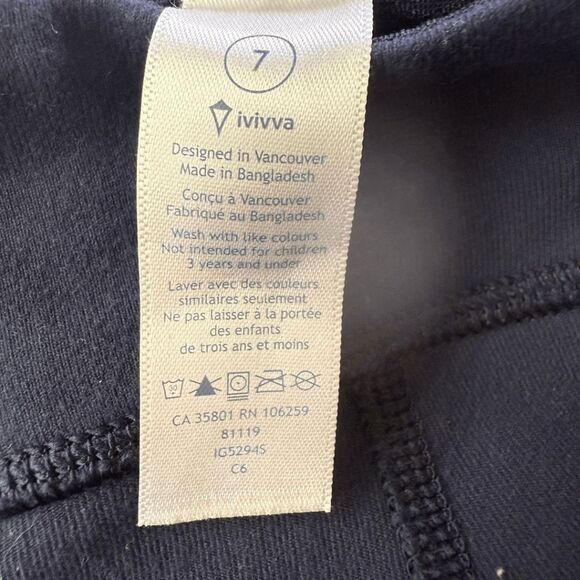 7
ivivva
Designed in Vancouver
Made in Bangladesh
Conçu à Vancouver
Fabriqué au Bangladesh
Wash with like colours
Not intended for children
3 years and under
Laver avec des couleurs
similaires seulement
Ne pas laisser à la portée
des enfants
de trois ans et moins
30
CA 35801 RN 106259
81119
IG5294S
C6